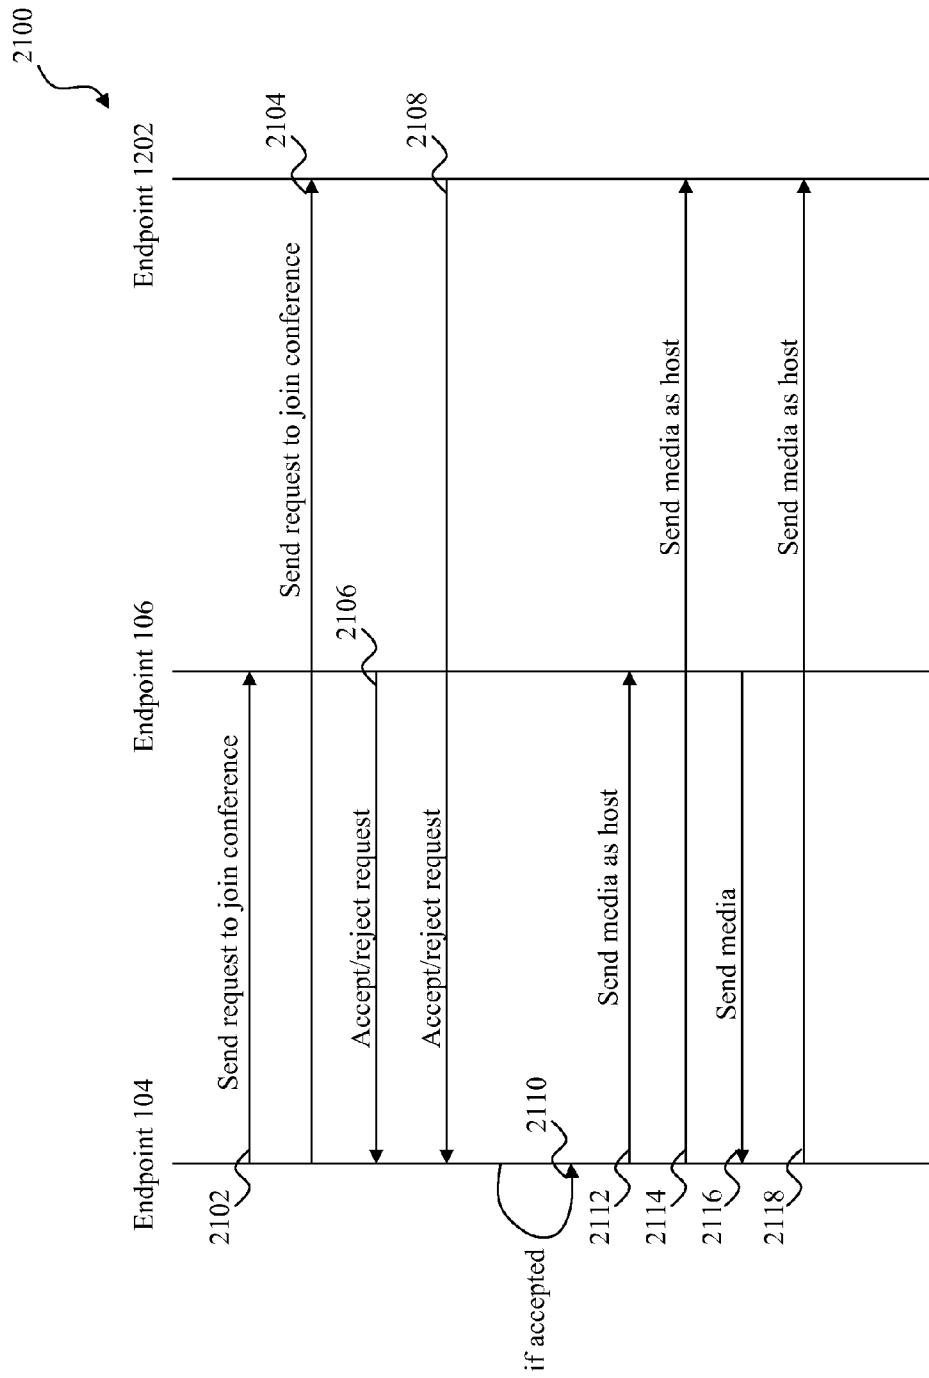 2100
Endpoint 104
Endpoint 106
Endpoint 1202
2102
Send request to join conference
Send request to join conference
2104
Accept/reject request
2106
Accept/reject request
2108
if accepted
2110
2112
Send media as host
2114
Send media as host
2116
Send media
2118
Send media as host